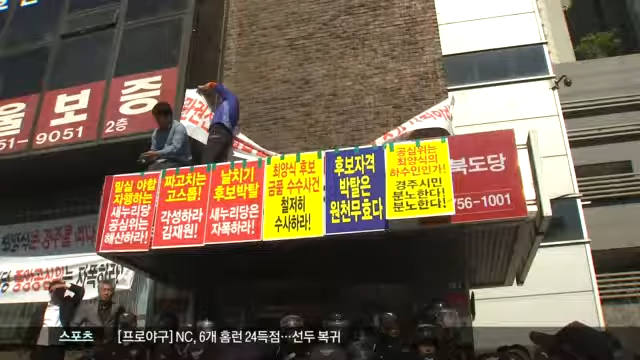 울보증
51-9051 2층
밀실 야합
자행하는
새누리당
공심위는
해산하라!
짜고치는
고스톱!
각성하라
김재원!
날치기
후보박탈
새누리당은
자폭하라!
최양식 후보
금품 수수사건
철저히
수사하라!
후보자격
박탈은
원천무효다
공심위는
최양식의
하수인인가!
경주시민
분노한다!
분노한다!
북도당
756-1001
스포츠
[프로야구] NC, 6개 홈런 24득점…선두 복귀